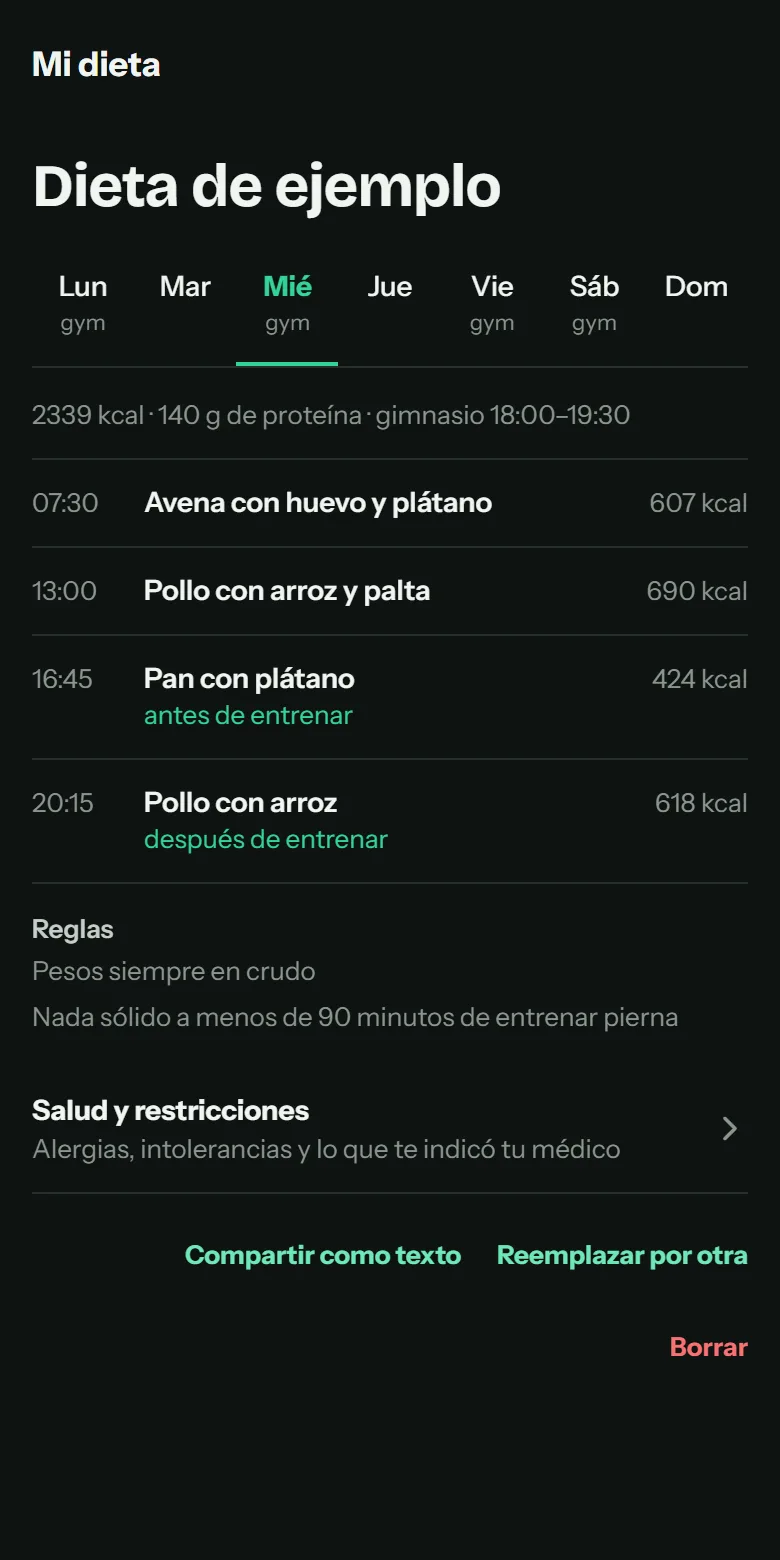 Mi dieta
Dieta de ejemplo
Lun Mar Mié Jue Vie Sáb Dom
gym gym gym gym
2339 kcal · 140 g de proteína · gimnasio 18:00–19:30
07:30 Avena con huevo y plátano 607 kcal
13:00 Pollo con arroz y palta 690 kcal
16:45 Pan con plátano 424 kcal
antes de entrenar
20:15 Pollo con arroz 618 kcal
después de entrenar
Reglas
Pesos siempre en crudo
Nada sólido a menos de 90 minutos de entrenar pierna
Salud y restricciones
Alergias, intolerancias y lo que te indicó tu médico
Compartir como texto Reemplazar por otra
Borrar